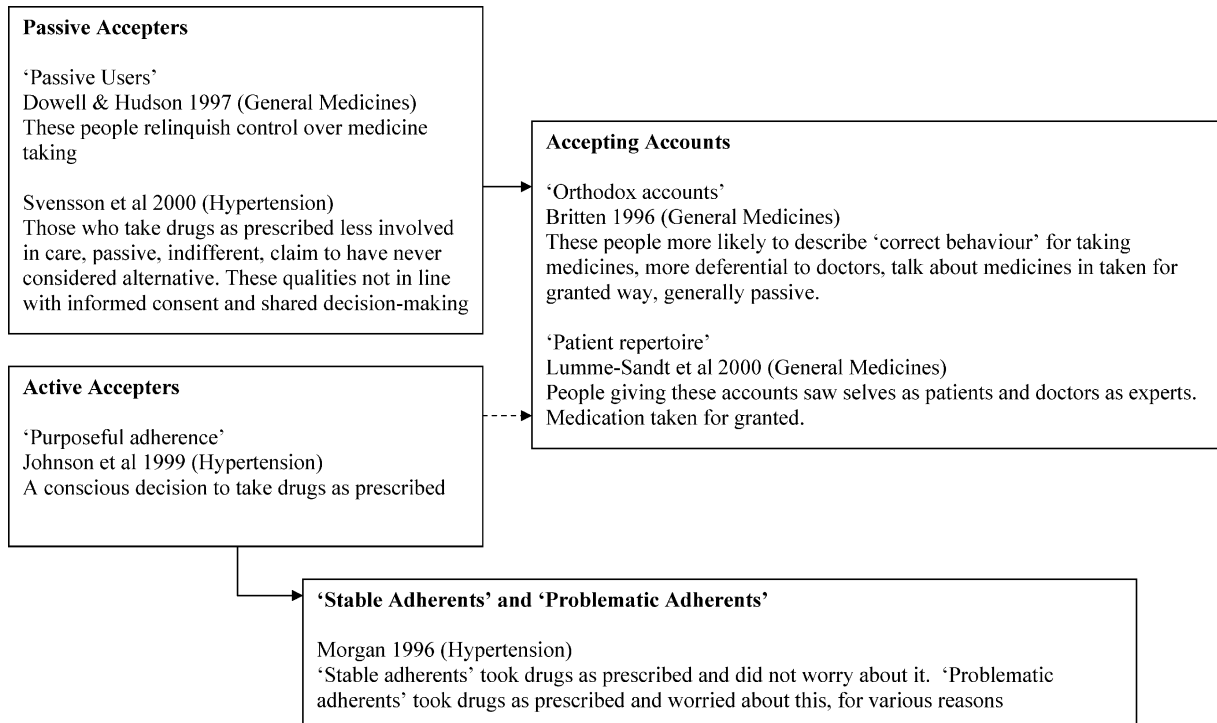 Passive Accepters
‘Passive Users’
Dowell & Hudson 1997 (General Medicines)
These people relinquish control over medicine
taking
Svensson et al 2000 (Hypertension)
Those who take drugs as prescribed less involved
in care, passive, indifferent, claim to have never
considered alternative. These qualities not in line
with informed consent and shared decision-making
Accepting Accounts
‘Orthodox accounts’
Britten 1996 (General Medicines)
These people more likely to describe ‘correct behaviour’ for taking
medicines, more deferential to doctors, talk about medicines in taken for
granted way, generally passive.
‘Patient repertoire’
Lumme-Sandt et al 2000 (General Medicines)
People giving these accounts saw selves as patients and doctors as experts.
Medication taken for granted.
Active Accepters
‘Purposeful adherence’
Johnson et al 1999 (Hypertension)
A conscious decision to take drugs as prescribed
‘Stable Adherents’ and ‘Problematic Adherents’
Morgan 1996 (Hypertension)
‘Stable adherents’ took drugs as prescribed and did not worry about it.  ‘Problematic
adherents’ took drugs as prescribed and worried about this, for various reasons